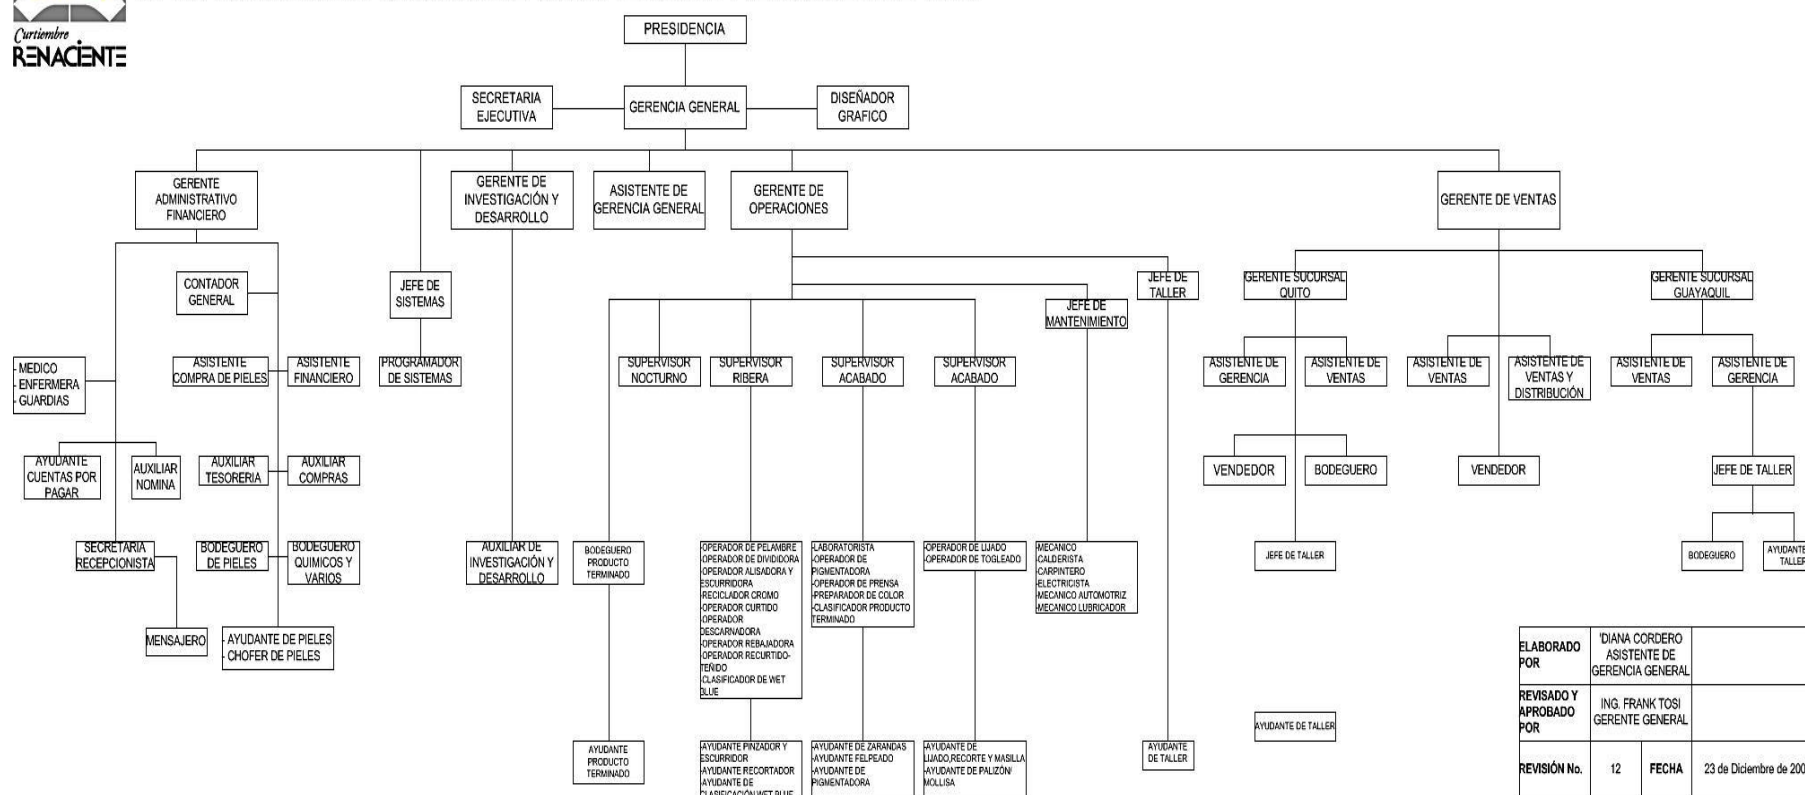 Curtiembre
RENACIENTE
PRESIDENCIA
SECRETARIA
EJECUTIVA
GERENCIA GENERAL
DISEÑADOR
GRAFICO
GERENTE
ADMINISTRATIVO
FINANCIERO
GERENTE DE
INVESTIGACIÓN Y
DESARROLLO
ASISTENTE DE
GERENCIA GENERAL
GERENTE DE
OPERACIONES
GERENTE DE VENTAS
CONTADOR
GENERAL
JEFE DE
SISTEMAS
JEFE DE
MANTENIMIENTO
JEFE DE
TALLER
GERENTE SUCURSAL
QUITO
GERENTE SUCURSAL
GUAYAQUIL
- MEDICO
- ENFERMERA
- GUARDIAS
ASISTENTE
COMPRA DE PIELES
ASISTENTE
FINANCIERO
PROGRAMADOR
DE SISTEMAS
SUPERVISOR
NOCTURNO
SUPERVISOR
RIBERA
SUPERVISOR
ACABADO
SUPERVISOR
ACABADO
ASISTENTE DE
GERENCIA
ASISTENTE DE
VENTAS
ASISTENTE DE
VENTAS
ASISTENTE DE
VENTAS Y
DISTRIBUCIÓN
ASISTENTE DE
VENTAS
ASISTENTE DE
GERENCIA
AYUDANTE
CUENTAS POR
PAGAR
AUXILIAR
NOMINA
AUXILIAR
TESORERIA
AUXILIAR
COMPRAS
VENDEDOR
BODEGUERO
VENDEDOR
JEFE DE TALLER
SECRETARIA
RECEPCIONISTA
BODEGUERO
DE PIELES
BODEGUERO
QUIMICOS Y
VARIOS
AUXILIAR DE
INVESTIGACIÓN Y
DESARROLLO
BODEGUERO
PRODUCTO
TERMINADO
-OPERADOR DE PELAMBRE
-OPERADOR DE DIVIDIDORA
-OPERADOR ALISADORA Y
ESCURRIDORA
-RECICLADOR CROMO
-OPERADOR CURTIDO
-OPERADOR
DESCARNADORA
-OPERADOR REBAJADORA
-OPERADOR RECURTIDO-
TEÑIDO
-CLASIFICADOR DE WET
BLUE
-LABORATORISTA
-OPERADOR DE
PIGMENTADORA
-OPERADOR DE PRENSA
-PREPARADOR DE COLOR
-CLASIFICADOR PRODUCTO
TERMINADO
-OPERADOR DE LIJADO
-OPERADOR DE TOGLEADO
-MECANICO
-CALDERISTA
-CARPINTERO
-ELECTRICISTA
-MECANICO AUTOMOTRIZ
-MECANICO LUBRICADOR
JEFE DE TALLER
BODEGUERO
AYUDANTE
TALLER
MENSAJERO
- AYUDANTE DE PIELES
- CHOFER DE PIELES
AYUDANTE DE TALLER
AYUDANTE
PRODUCTO
TERMINADO
-AYUDANTE PINZADOR Y
ESCURRIDOR
-AYUDANTE RECORTADOR
-AYUDANTE DE
CLASIFICACIÓN WET BLUE
-AYUDANTE DE ZARANDAS
-AYUDANTE FELPEADO
-AYUDANTE DE
PIGMENTADORA
-AYUDANTE DE
LIJADO,RECORTE Y MASILLA
-AYUDANTE DE PALIZÓN/
MOLLISA
AYUDANTE
DE TALLER
ELABORADO
POR
'DIANA CORDERO
ASISTENTE DE
GERENCIA GENERAL
REVISADO Y
APROBADO
POR
ING. FRANK TOSI
GERENTE GENERAL
REVISIÓN No.
12
FECHA
23 de Diciembre de 200